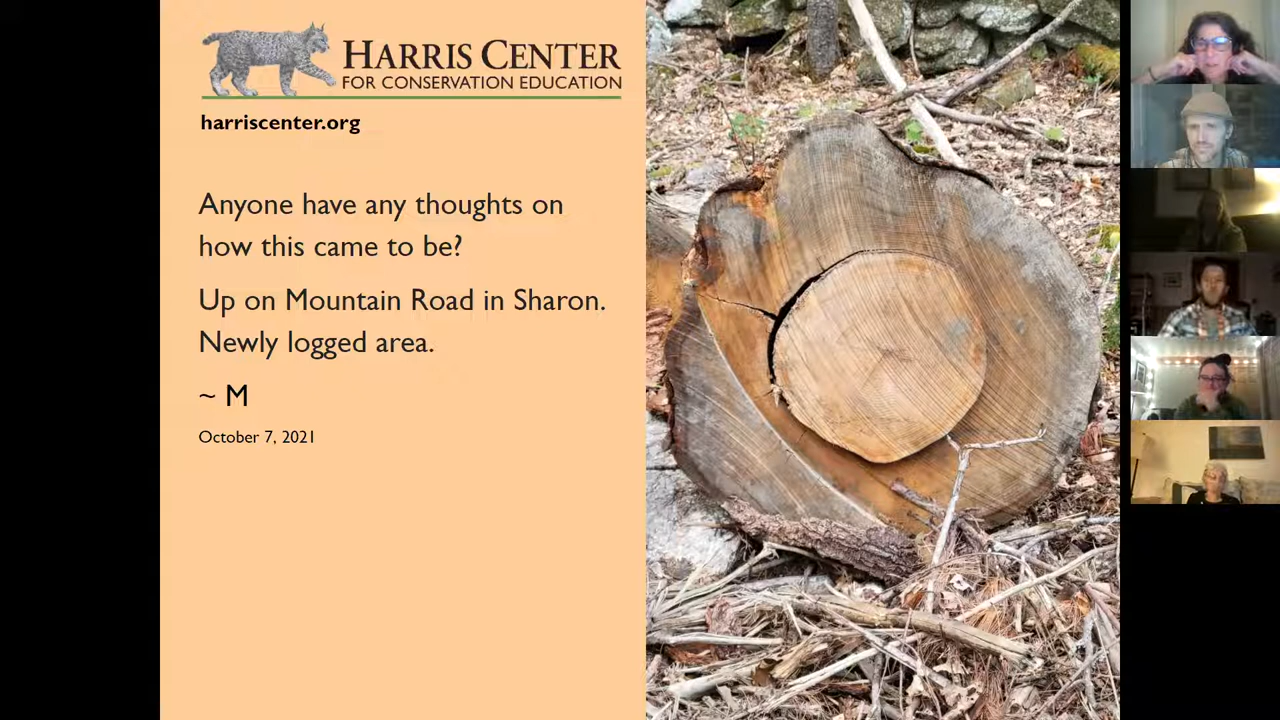 HARRIS CENTER
FOR CONSERVATION EDUCATION
harriscenter.org
Anyone have any thoughts on
how this came to be?
Up on Mountain Road in Sharon.
Newly logged area.
~ M
October 7, 2021